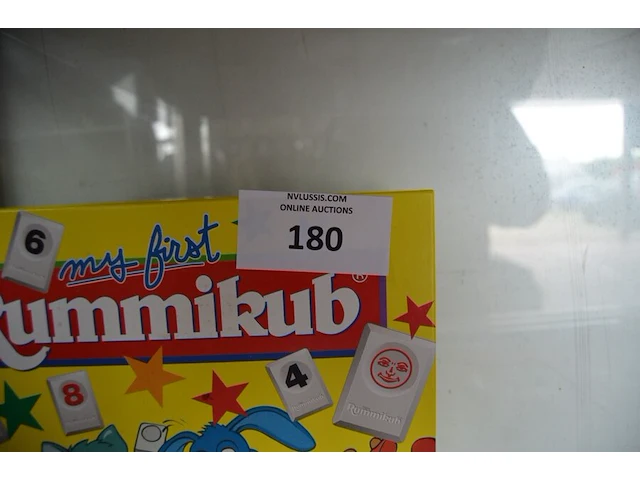 NVLUSSIS.COM
ONLINE AUCTIONS
180
6
my first
Rummikub®
8
4
Rummikub